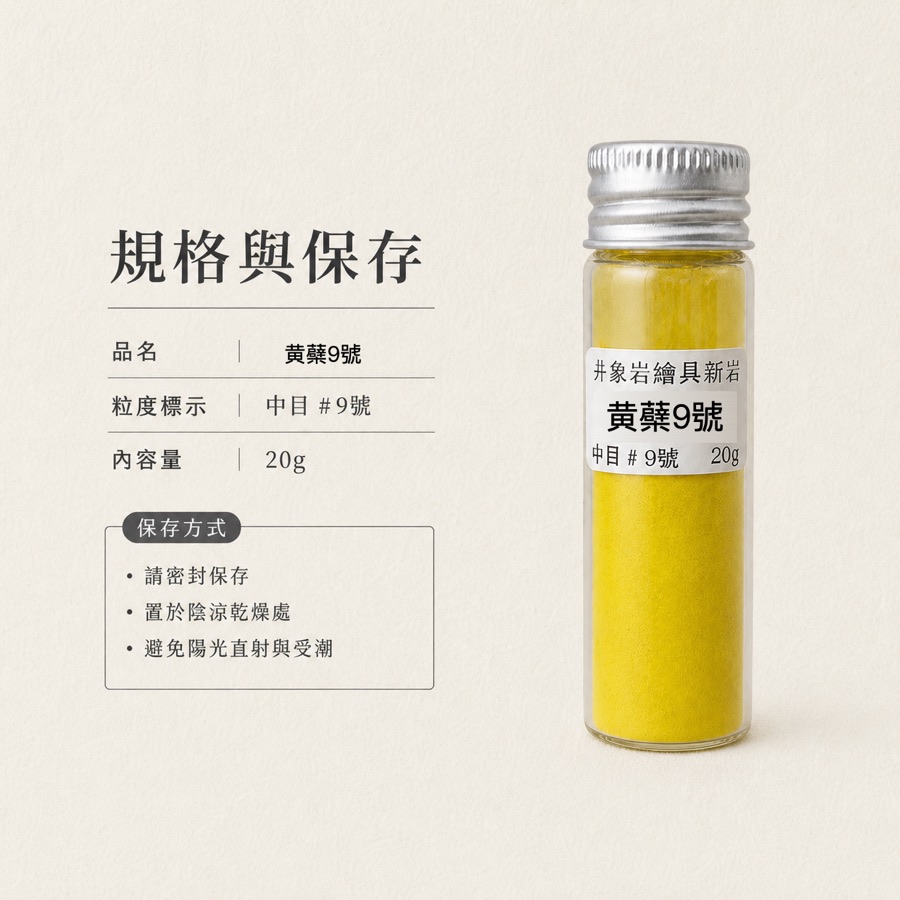 規格與保存
品名 黄蘗9號
粒度標示 中目 #9號
內容量 20g
保存方式
• 請密封保存
• 置於陰涼乾燥處
• 避免陽光直射與受潮
井象岩繪具新岩
黄蘗9號
中目 # 9號 20g